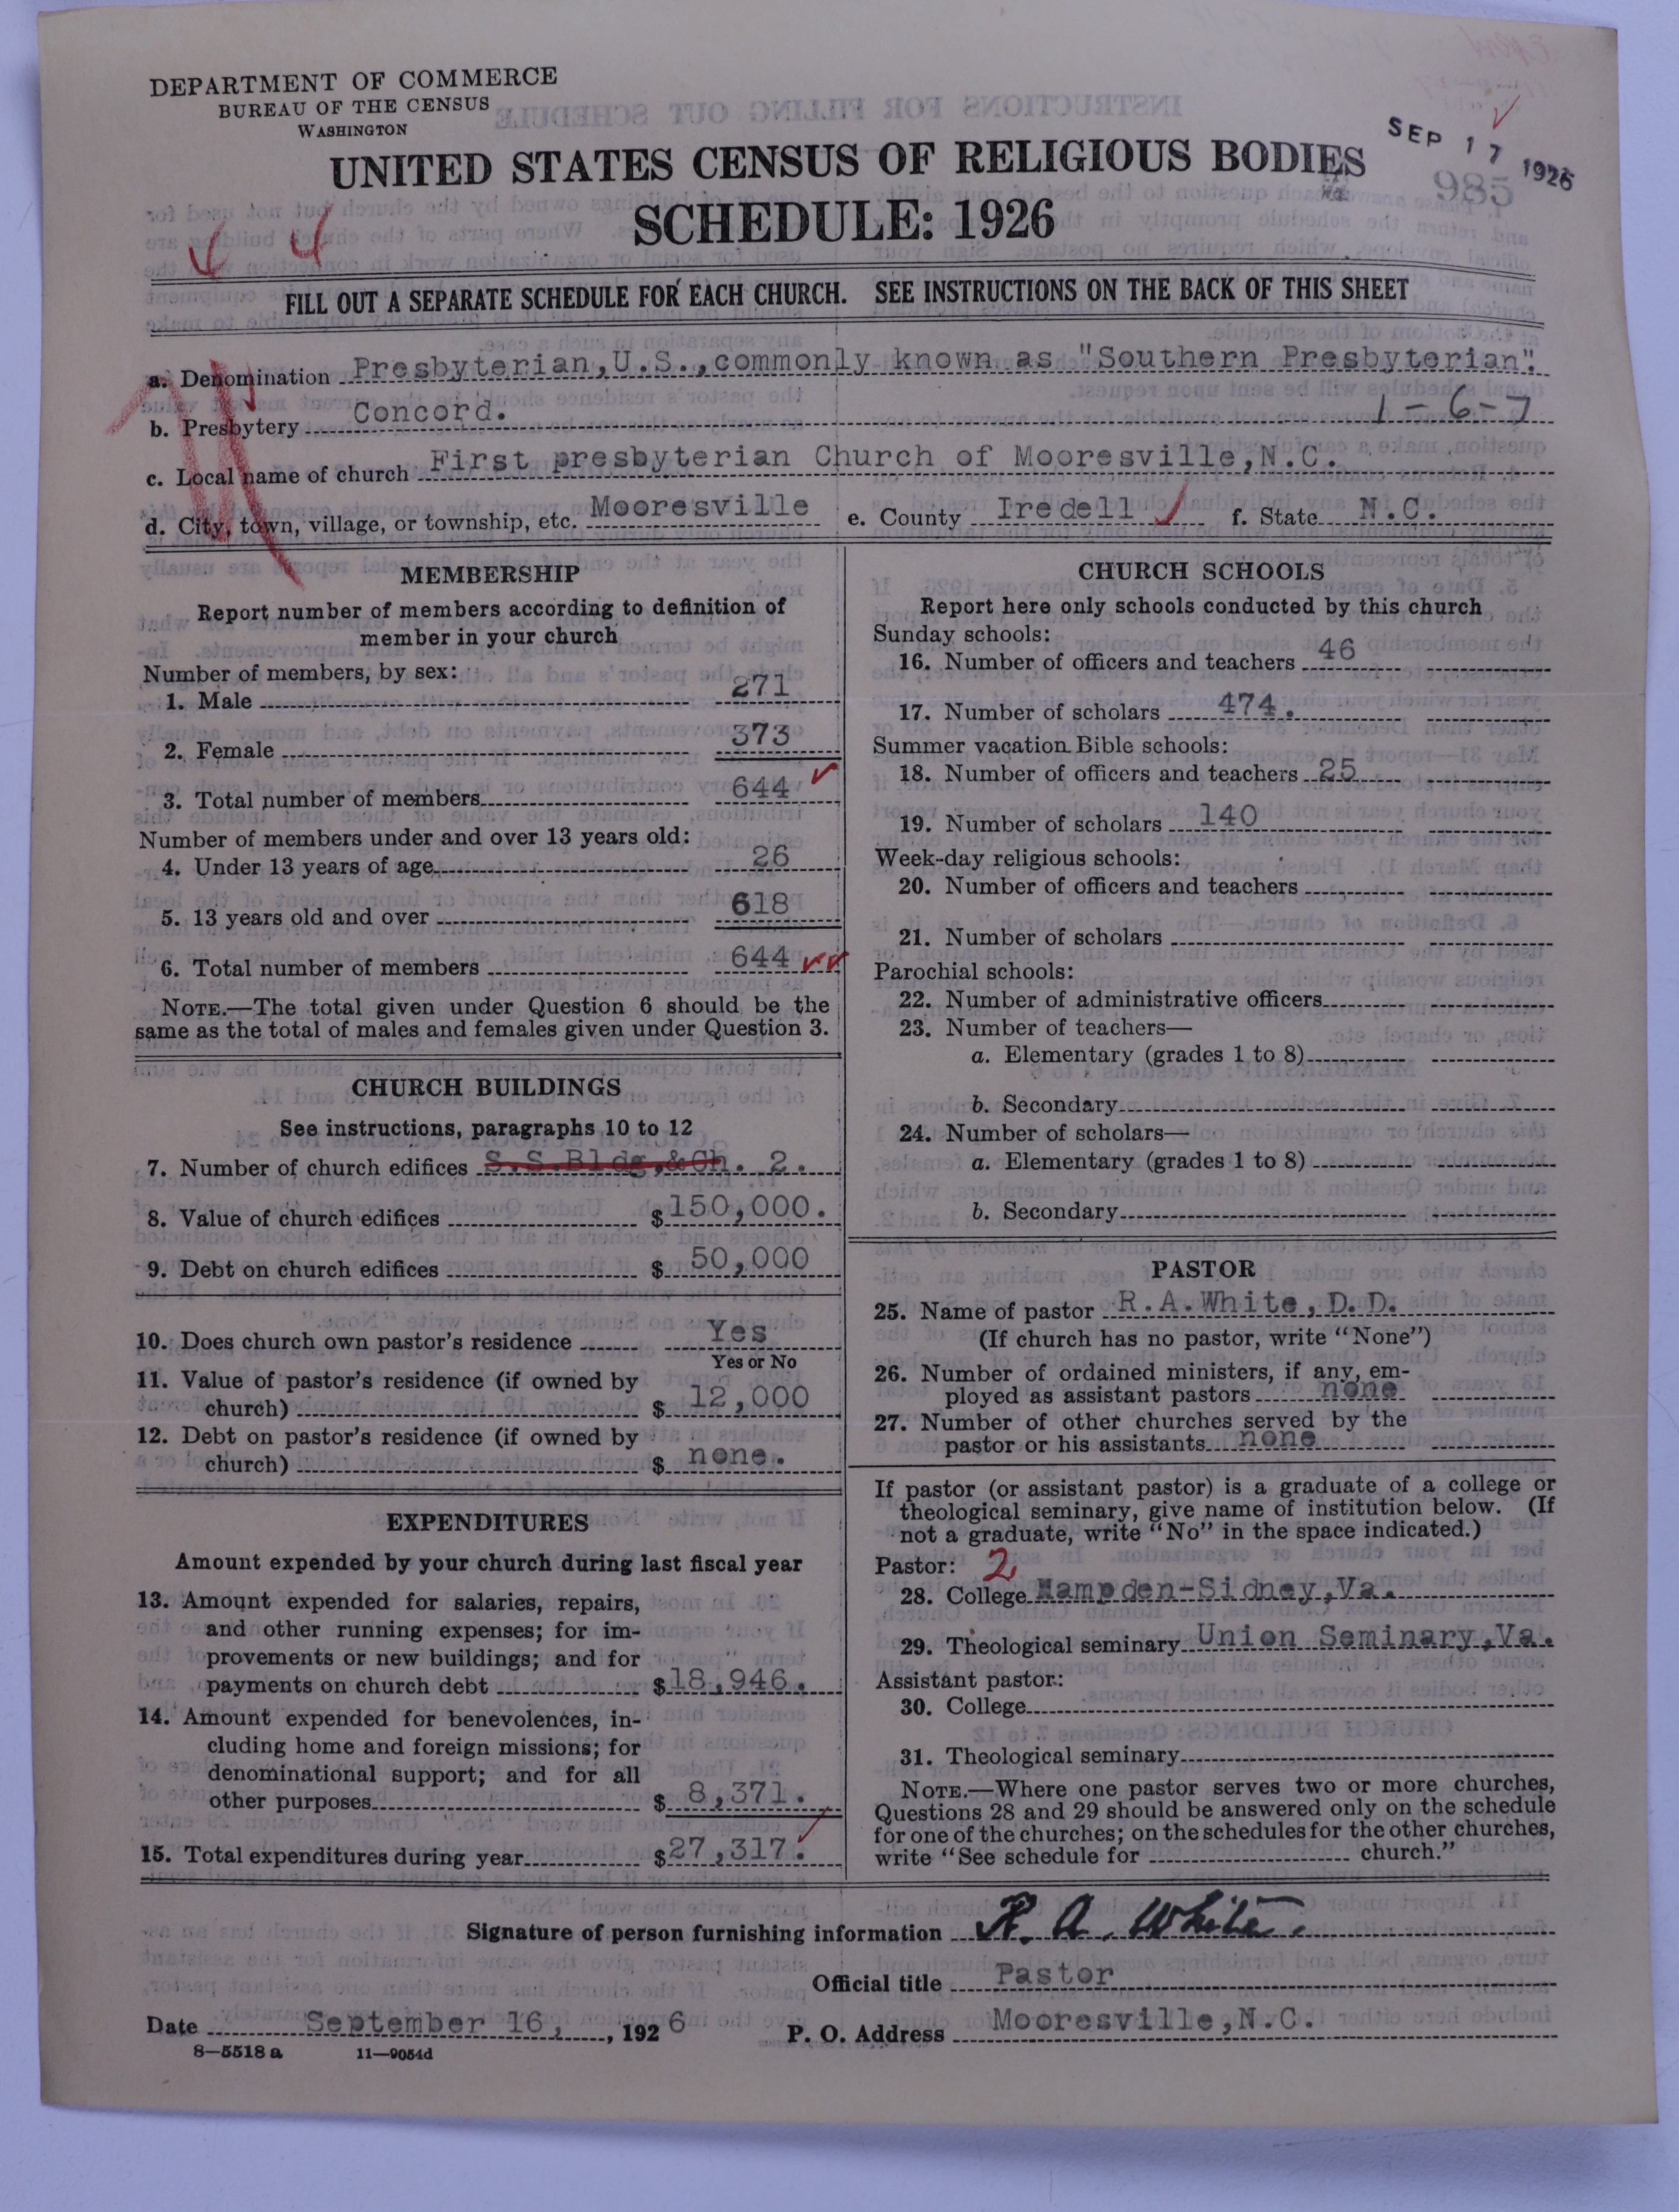 DEPARTMENT OF COMMERCE
BUREAU OF THE CENSUS
WASHINGTON
SEP 17 1926
985
UNITED STATES CENSUS OF RELIGIOUS BODIES
SCHEDULE: 1926
FILL OUT A SEPARATE SCHEDULE FOR EACH CHURCH. SEE INSTRUCTIONS ON THE BACK OF THIS SHEET
a. Denomination Presbyterian,U.S.,commonly known as "Southern Presbyterian".
b. Presbytery Concord. 1-6-7
c. Local name of church First presbyterian Church of Mooresville,N.C.
d. City, town, village, or township, etc. Mooresville e. County Iredell f. State N.C.
MEMBERSHIP
Report number of members according to definition of
member in your church
Number of members, by sex:
1. Male 271
2. Female 373
3. Total number of members 644
Number of members under and over 13 years old:
4. Under 13 years of age 26
5. 13 years old and over 618
6. Total number of members 644
NOTE.—The total given under Question 6 should be the
same as the total of males and females given under Question 3.
CHURCH BUILDINGS
See instructions, paragraphs 10 to 12
7. Number of church edifices S.S.Bldg,&Ch. 2.
8. Value of church edifices $150,000.
9. Debt on church edifices $ 50,000
10. Does church own pastor's residence Yes
Yes or No
11. Value of pastor's residence (if owned by
church) $ 12,000
12. Debt on pastor's residence (if owned by
church) $ none.
EXPENDITURES
Amount expended by your church during last fiscal year
13. Amount expended for salaries, repairs,
and other running expenses; for im-
provements or new buildings; and for
payments on church debt $18,946.
14. Amount expended for benevolences, in-
cluding home and foreign missions; for
denominational support; and for all
other purposes $ 8,371.
15. Total expenditures during year $27,317.
CHURCH SCHOOLS
Report here only schools conducted by this church
Sunday schools:
16. Number of officers and teachers 46
17. Number of scholars 474.
Summer vacation Bible schools:
18. Number of officers and teachers 25
19. Number of scholars 140
Week-day religious schools:
20. Number of officers and teachers
21. Number of scholars
Parochial schools:
22. Number of administrative officers
23. Number of teachers—
a. Elementary (grades 1 to 8)
b. Secondary
24. Number of scholars—
a. Elementary (grades 1 to 8)
b. Secondary
PASTOR
25. Name of pastor R.A.White,D.D.
(If church has no pastor, write "None")
26. Number of ordained ministers, if any, em-
ployed as assistant pastors none
27. Number of other churches served by the
pastor or his assistants none
If pastor (or assistant pastor) is a graduate of a college or
theological seminary, give name of institution below. (If
not a graduate, write "No" in the space indicated.)
Pastor: 2
28. College Hampden-Sidney,Va.
29. Theological seminary Union Seminary,Va.
Assistant pastor:
30. College
31. Theological seminary
NOTE.—Where one pastor serves two or more churches,
Questions 28 and 29 should be answered only on the schedule
for one of the churches; on the schedules for the other churches,
write "See schedule for church."
Signature of person furnishing information R. A. White.
Official title Pastor
Date September 16, , 1926 P. O. Address Mooresville,N.C.
8—5518 a 11—9054d